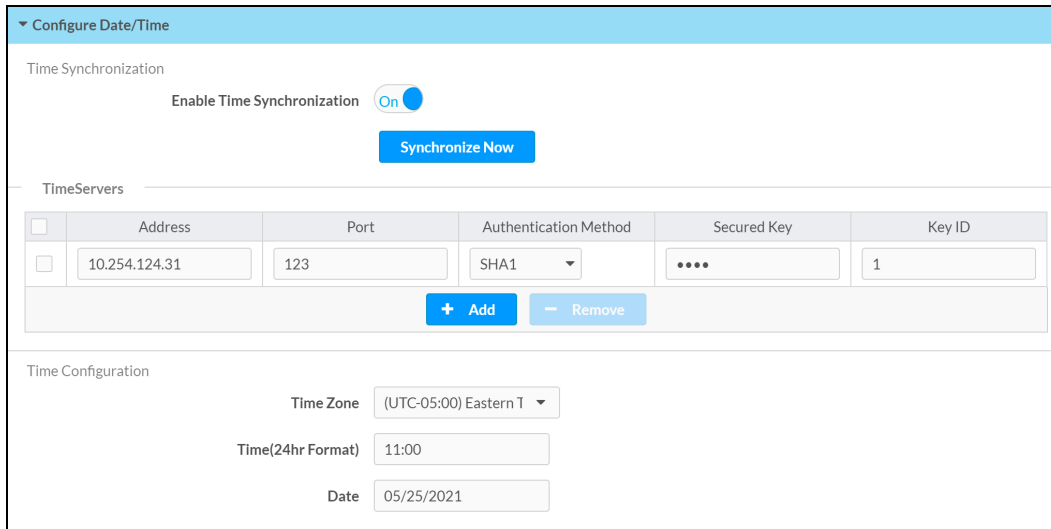 Configure Date/Time
Time Synchronization
Enable Time Synchronization On
Synchronize Now
TimeServers
Address Port Authentication Method Secured Key Key ID
10.254.124.31 123 SHA1 •••• 1
+ Add − Remove
Time Configuration
Time Zone (UTC-05:00) Eastern T
Time(24hr Format) 11:00
Date 05/25/2021